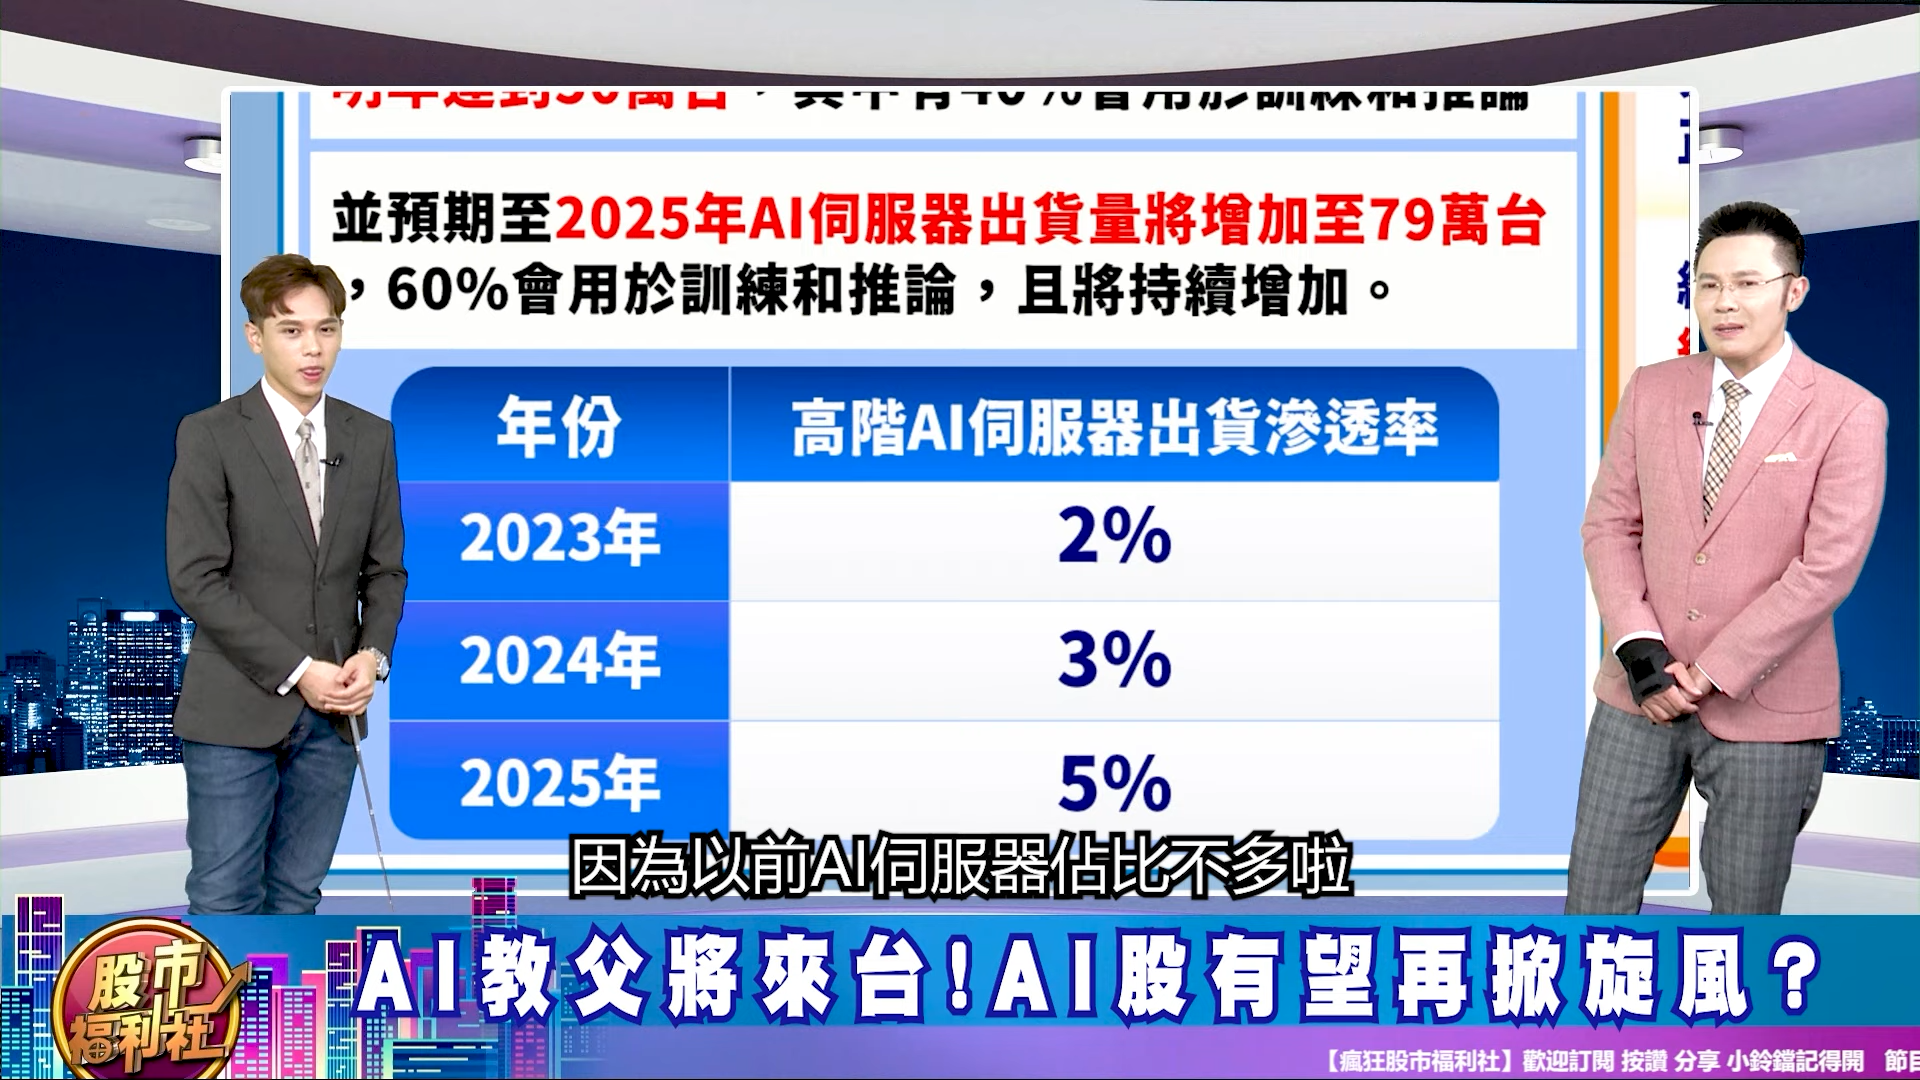 並預期至2025年AI伺服器出貨量將增加至79萬台
，60%會用於訓練和推論，且將持續增加。
年份 高階AI伺服器出貨滲透率
2023年 2%
2024年 3%
2025年 5%
因為以前AI伺服器佔比不多啦
AI教父將來台!AI股有望再掀旋風?
股市
福利社
【瘋狂股市福利社】歡迎訂閱 按讚 分享 小鈴鐺記得開 節目